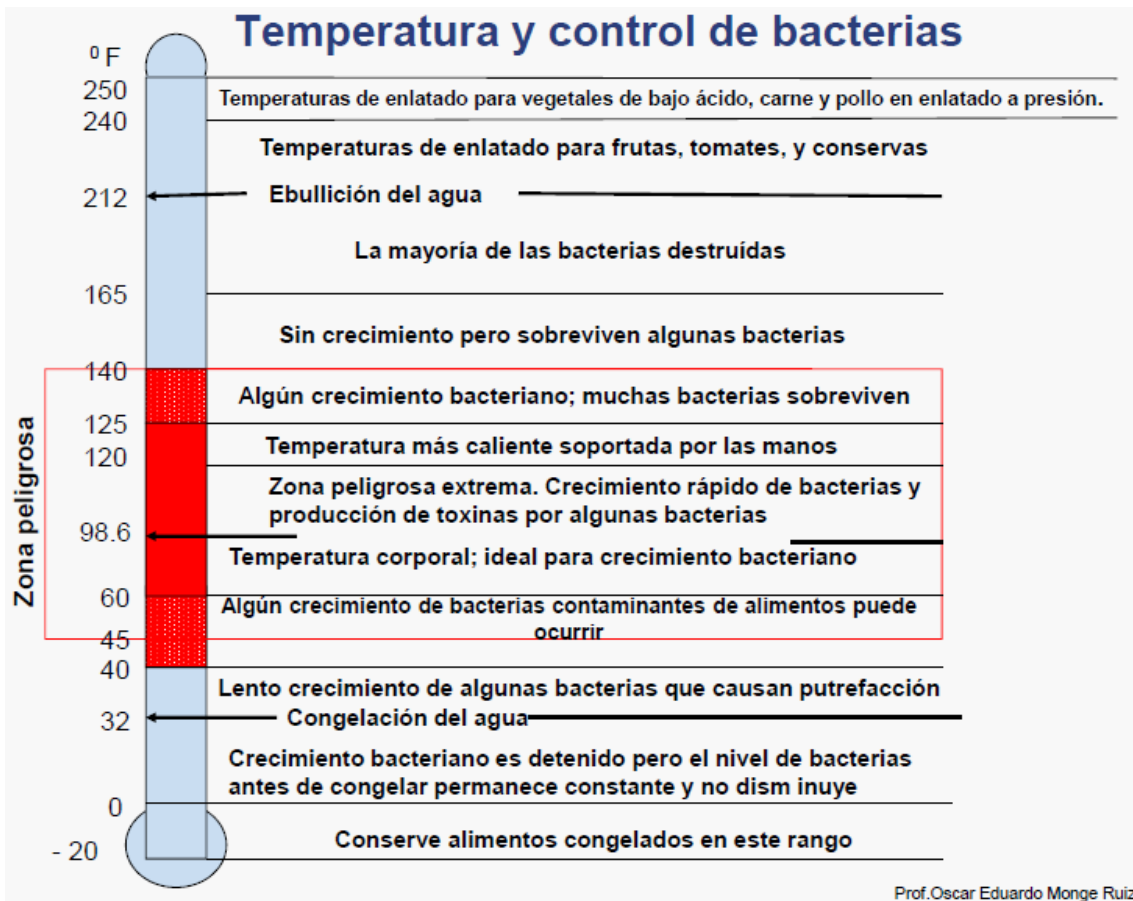 Temperatura y control de bacterias
⁰ F
250
Temperaturas de enlatado para vegetales de bajo ácido, carne y pollo en enlatado a presión.
240
Temperaturas de enlatado para frutas, tomates, y conservas
212
Ebullición del agua
La mayoría de las bacterias destruídas
165
Sin crecimiento pero sobreviven algunas bacterias
140
Zona peligrosa
Algún crecimiento bacteriano; muchas bacterias sobreviven
125
Temperatura más caliente soportada por las manos
120
Zona peligrosa extrema. Crecimiento rápido de bacterias y
producción de toxinas por algunas bacterias
98.6
Temperatura corporal; ideal para crecimiento bacteriano
60
Algún crecimiento de bacterias contaminantes de alimentos puede
ocurrir
45
40
Lento crecimiento de algunas bacterias que causan putrefacción
32
Congelación del agua
Crecimiento bacteriano es detenido pero el nivel de bacterias
antes de congelar permanece constante y no dism inuye
0
Conserve alimentos congelados en este rango
- 20
Prof.Oscar Eduardo Monge Ruiz